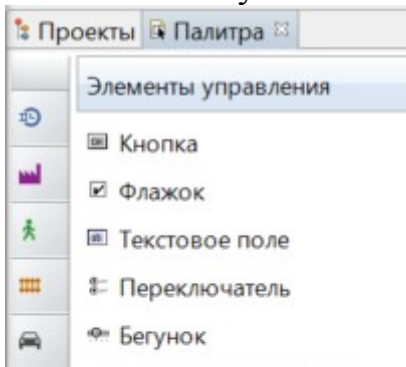 Проекты Палитра
Элементы управления
Кнопка
Флажок
Текстовое поле
Переключатель
Бегунок